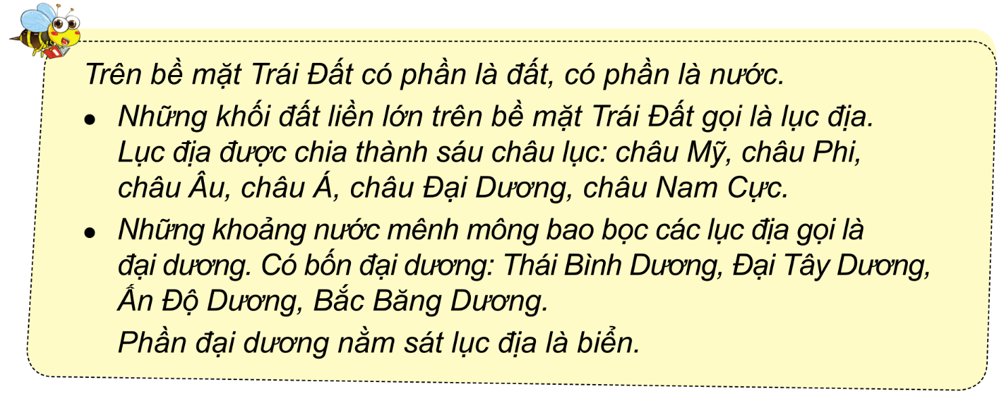 Trên bề mặt Trái Đất có phần là đất, có phần là nước.
● Những khối đất liền lớn trên bề mặt Trái Đất gọi là lục địa.
Lục địa được chia thành sáu châu lục: châu Mỹ, châu Phi,
châu Âu, châu Á, châu Đại Dương, châu Nam Cực.
● Những khoảng nước mênh mông bao bọc các lục địa gọi là
đại dương. Có bốn đại dương: Thái Bình Dương, Đại Tây Dương,
Ấn Độ Dương, Bắc Băng Dương.
Phần đại dương nằm sát lục địa là biển.